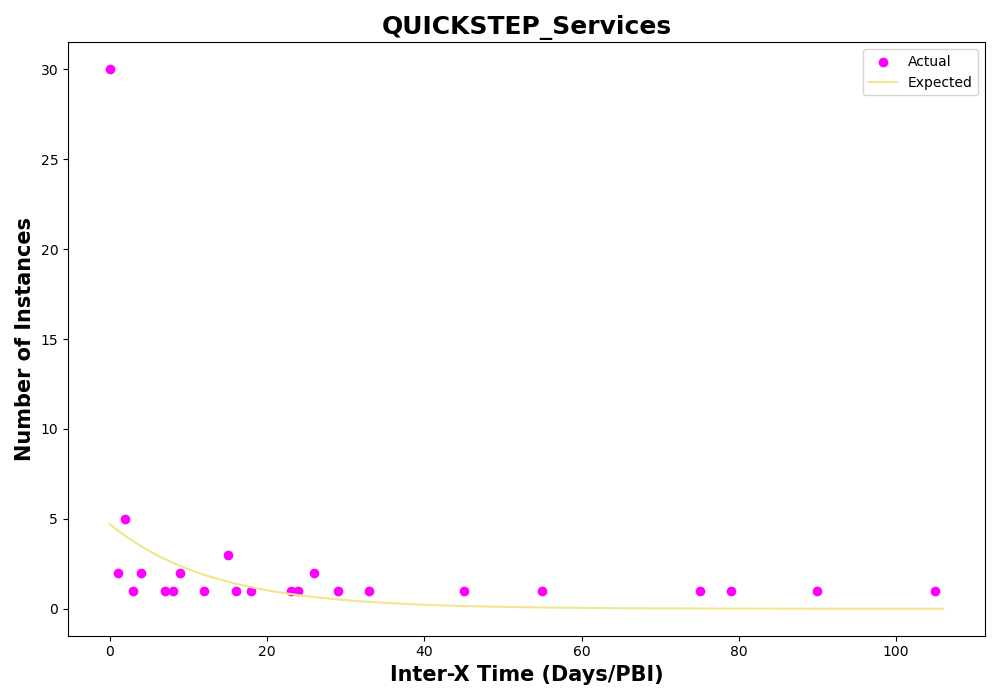 QUICKSTEP_Services
Actual
Expected
30
25
20
15
10
5
0
Number of Instances
0 20 40 60 80 100
Inter-X Time (Days/PBI)